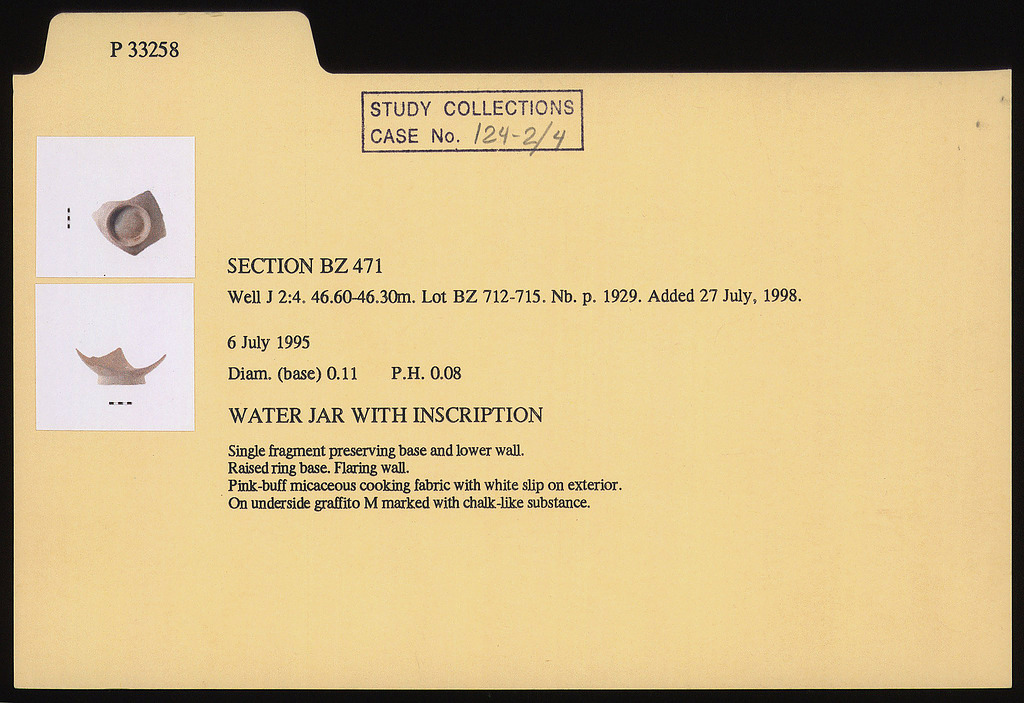 P 33258
STUDY COLLECTIONS
CASE No. 124-2/4
SECTION BZ 471
Well J 2:4. 46.60-46.30m. Lot BZ 712-715. Nb. p. 1929. Added 27 July, 1998.
6 July 1995
Diam. (base) 0.11 P.H. 0.08
WATER JAR WITH INSCRIPTION
Single fragment preserving base and lower wall.
Raised ring base. Flaring wall.
Pink-buff micaceous cooking fabric with white slip on exterior.
On underside graffito M marked with chalk-like substance.